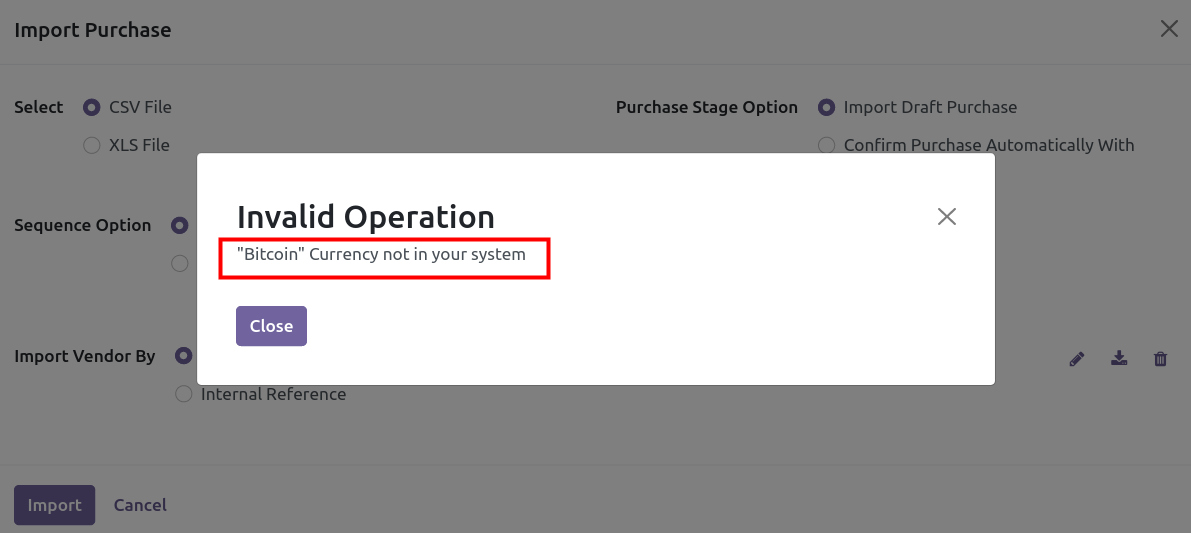 Import Purchase
Select CSV File Purchase Stage Option Import Draft Purchase
XLS File Confirm Purchase Automatically With
Invalid Operation
Sequence Option
"Bitcoin" Currency not in your system
Close
Import Vendor By
Internal Reference
Import Cancel